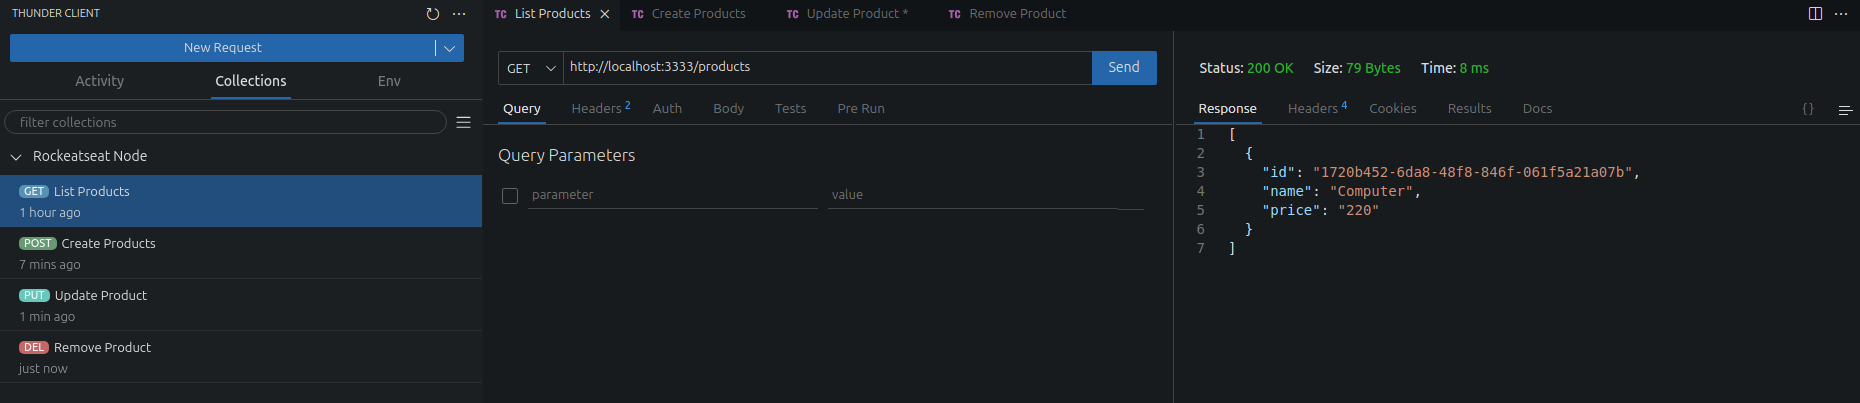 THUNDER CLIENT
New Request
Activity Collections Env
filter collections
Rockeatseat Node
GET List Products
1 hour ago
POST Create Products
7 mins ago
PUT Update Product
1 min ago
DEL Remove Product
just now
TC List Products TC Create Products TC Update Product * TC Remove Product
GET http://localhost:3333/products Send
Query Headers 2 Auth Body Tests Pre Run
Query Parameters
parameter value
Status: 200 OK Size: 79 Bytes Time: 8 ms
Response Headers 4 Cookies Results Docs {}
1 [
2 {
3 "id": "1720b452-6da8-48f8-846f-061f5a21a07b",
4 "name": "Computer",
5 "price": "220"
6 }
7 ]